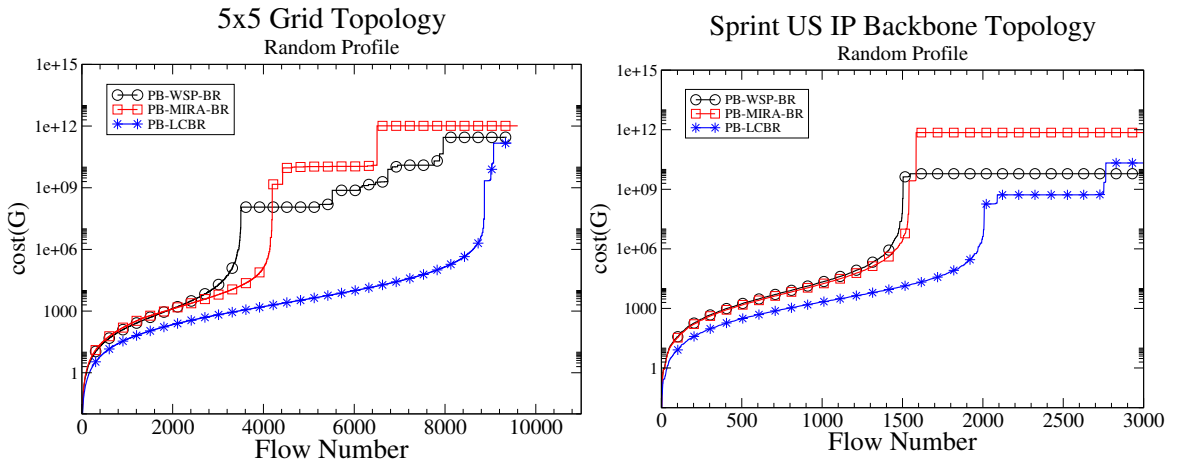 5x5 Grid Topology
Random Profile
1e+15
1e+12
1e+09
1e+06
1000
1
cost(G)
PB-WSP-BR
PB-MIRA-BR
PB-LCBR
0 2000 4000 6000 8000 10000
Flow Number
Sprint US IP Backbone Topology
Random Profile
1e+15
1e+12
1e+09
1e+06
1000
1
cost(G)
PB-WSP-BR
PB-MIRA-BR
PB-LCBR
0 500 1000 1500 2000 2500 3000
Flow Number